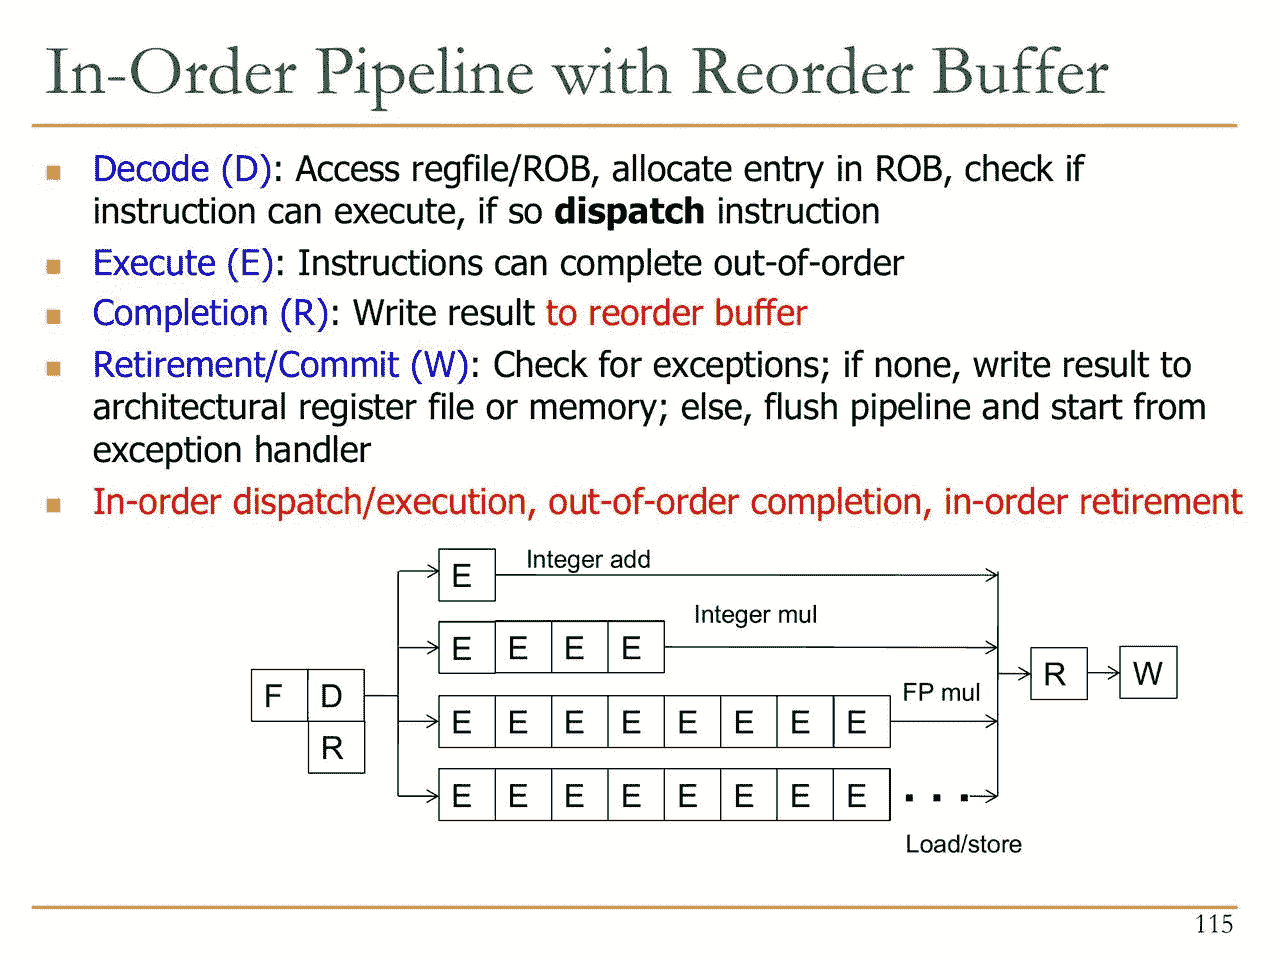 In-Order Pipeline with Reorder Buffer
Decode (D): Access regfile/ROB, allocate entry in ROB, check if
instruction can execute, if so dispatch instruction
Execute (E): Instructions can complete out-of-order
Completion (R): Write result to reorder buffer
Retirement/Commit (W): Check for exceptions; if none, write result to
architectural register file or memory; else, flush pipeline and start from
exception handler
In-order dispatch/execution, out-of-order completion, in-order retirement
E Integer add
Integer mul
E E E E
F D
R
R W
FP mul
E E E E E E E E
E E E E E E E E . . .
Load/store
115